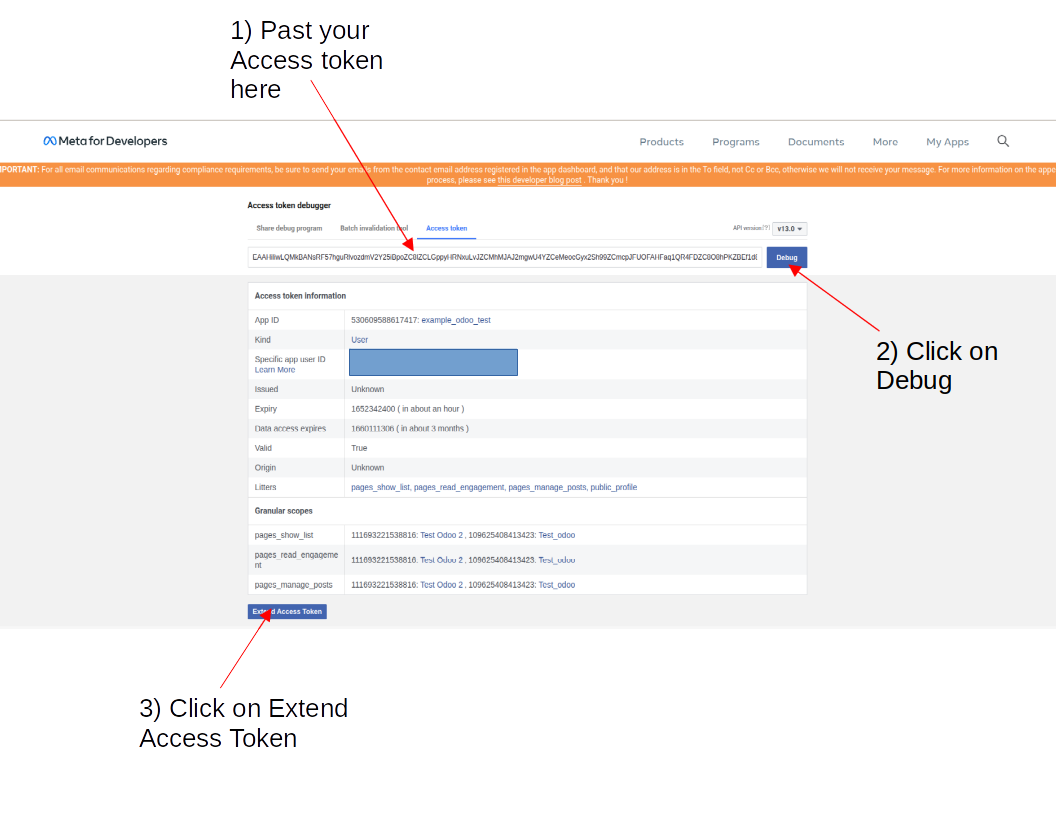 1) Past your
Access token
here
Meta for Developers
Products Programs Documents More My Apps
PORTANT: For all email communications regarding compliance requirements, be sure to send your emails from the contact email address registered in the app dashboard, and that our address is in the To field, not Cc or Bcc, otherwise we will not receive your message. For more information on the appe
process, please see this developer blog post . Thank you !
Access token debugger
Share debug program Batch invalidation tool Access token API version[?]: v13.0
Debug
Access token information
App ID 530609588617417: example_odoo_test
Kind User
Specific app user ID
Learn More
Issued Unknown
Expiry 1652342400 ( in about an hour )
Data access expires 1660111306 ( in about 3 months )
Valid True
Origin Unknown
Litters pages_show_list, pages_read_engagement, pages_manage_posts, public_profile
Granular scopes
pages_show_list 111693221538816: Test Odoo 2 , 109625408413423: Test_odoo
pages_read_engageme
nt 111693221538816: Test Odoo 2 , 109625408413423: Test_odoo
pages_manage_posts 111693221538816: Test Odoo 2 , 109625408413423: Test_odoo
Extend Access Token
2) Click on
Debug
3) Click on Extend
Access Token